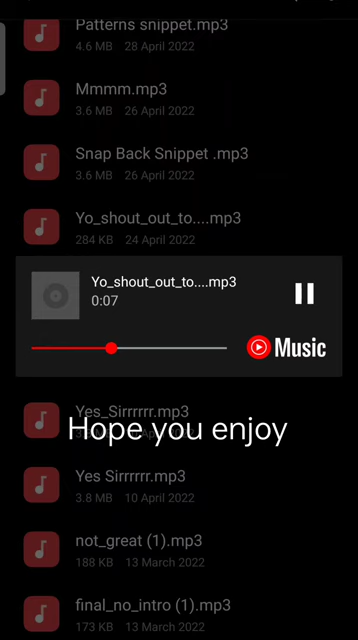 Patterns snippet.mp3
4.6 MB 28 April 2022
Mmmm.mp3
3.6 MB 26 April 2022
Snap Back Snippet .mp3
3.6 MB 26 April 2022
Yo_shout_out_to....mp3
284 KB 24 April 2022
Yo_shout_out_to....mp3
0:07
Music
Yes_Sirrrrrr.mp3
Hope you enjoy
Yes Sirrrrrr.mp3
3.8 MB 10 April 2022
not_great (1).mp3
188 KB 13 March 2022
final_no_intro (1).mp3
173 KB 13 March 2022